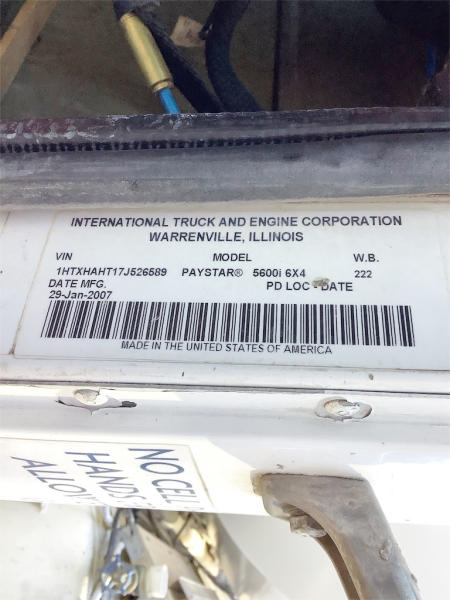 INTERNATIONAL TRUCK AND ENGINE CORPORATION
WARRENVILLE, ILLINOIS
VIN MODEL W.B.
1HTXHAHT17J526589 PAYSTAR® 5600i 6X4 222
DATE MFG. PD LOC - DATE
29-Jan-2007
MADE IN THE UNITED STATES OF AMERICA
NO CELL
HANDS
ALLOW